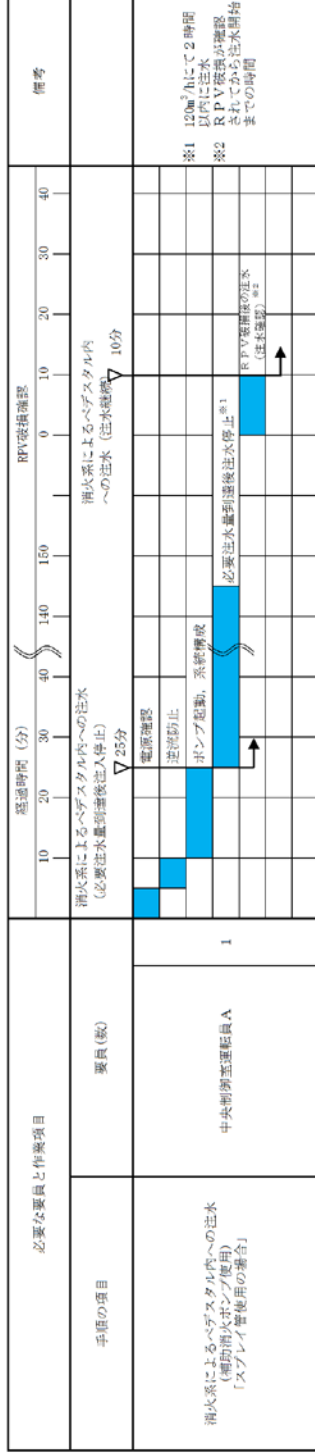 必要な要員と作業項目
経過時間（分）
備考
手順の項目
要員(数)
10 20 30 40 140 150
RPV破損確認
0 10 20 30 40
消火系によるペデスタル内への注水
（必要注水量到達後注入停止）
25分
消火系によるペデスタル内
への注水（注水継続）
10分
消火系によるペデスタル内への注水
(補助消火ポンプ使用)
「スプレイ管使用の場合」
中央制御室運転員A
1
電源確認
逆流防止
ポンプ起動，系統構成
必要注水量到達後注水停止※1
RPV破損後の注水
（注水確認）※2
※1 120m³/hにて2時間
以内に注水
※2 RPV破損が確認
されてから注水開始
までの時間